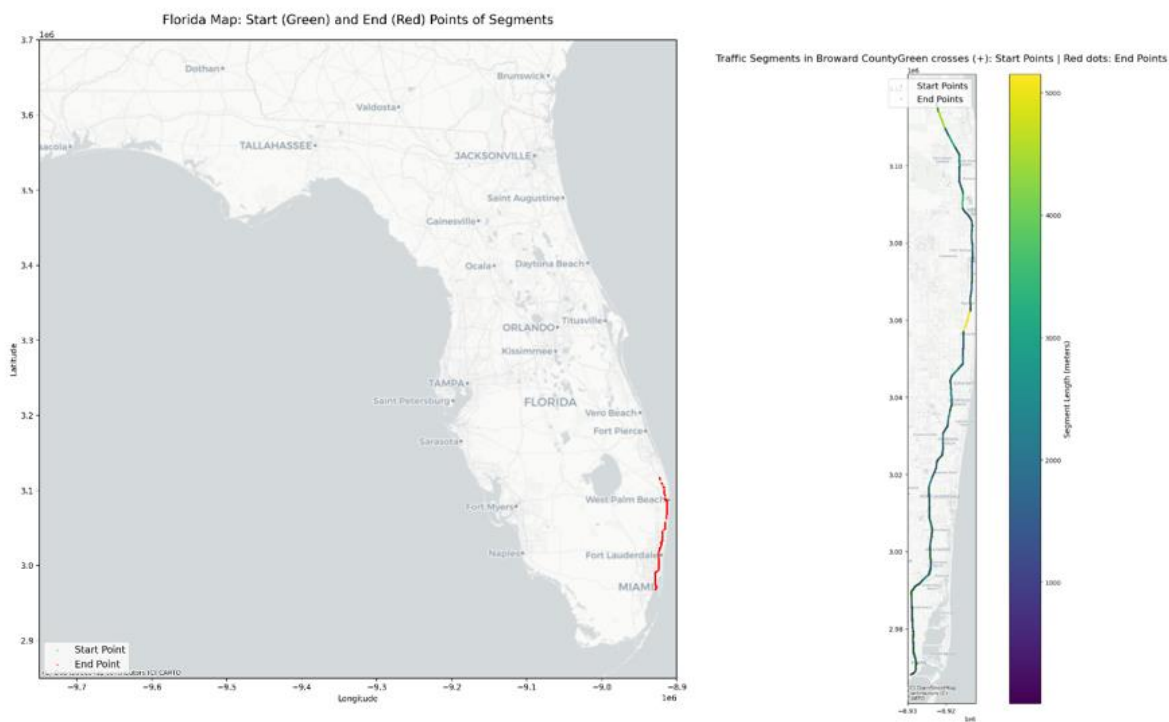 Florida Map: Start (Green) and End (Red) Points of Segments
1e6
3.7
3.6
3.5
3.4
3.3
3.2
3.1
3.0
2.9
Latitude
Dothan
Brunswick
Valdosta
TALLAHASSEE
JACKSONVILLE
Saint Augustine
Gainesville
Ocala
Daytona Beach
ORLANDO
Titusville
Kissimmee
TAMPA
Saint Petersburg
FLORIDA
Vero Beach
Fort Pierce
Sarasota
West Palm Beach
Fort Myers
Naples
Fort Lauderdale
MIAMI
Start Point
End Point
(C) CARTO
−9.7
−9.6
−9.5
−9.4
−9.3
−9.2
−9.1
−9.0
−8.9
1e6
Longitude
Traffic Segments in Broward CountyGreen crosses (+): Start Points | Red dots: End Points
1e6
Start Points
End Points
3.10
3.08
3.06
3.04
3.02
3.00
2.98
−8.93
−8.92
1e6
5000
4000
3000
2000
1000
Segment Length (meters)